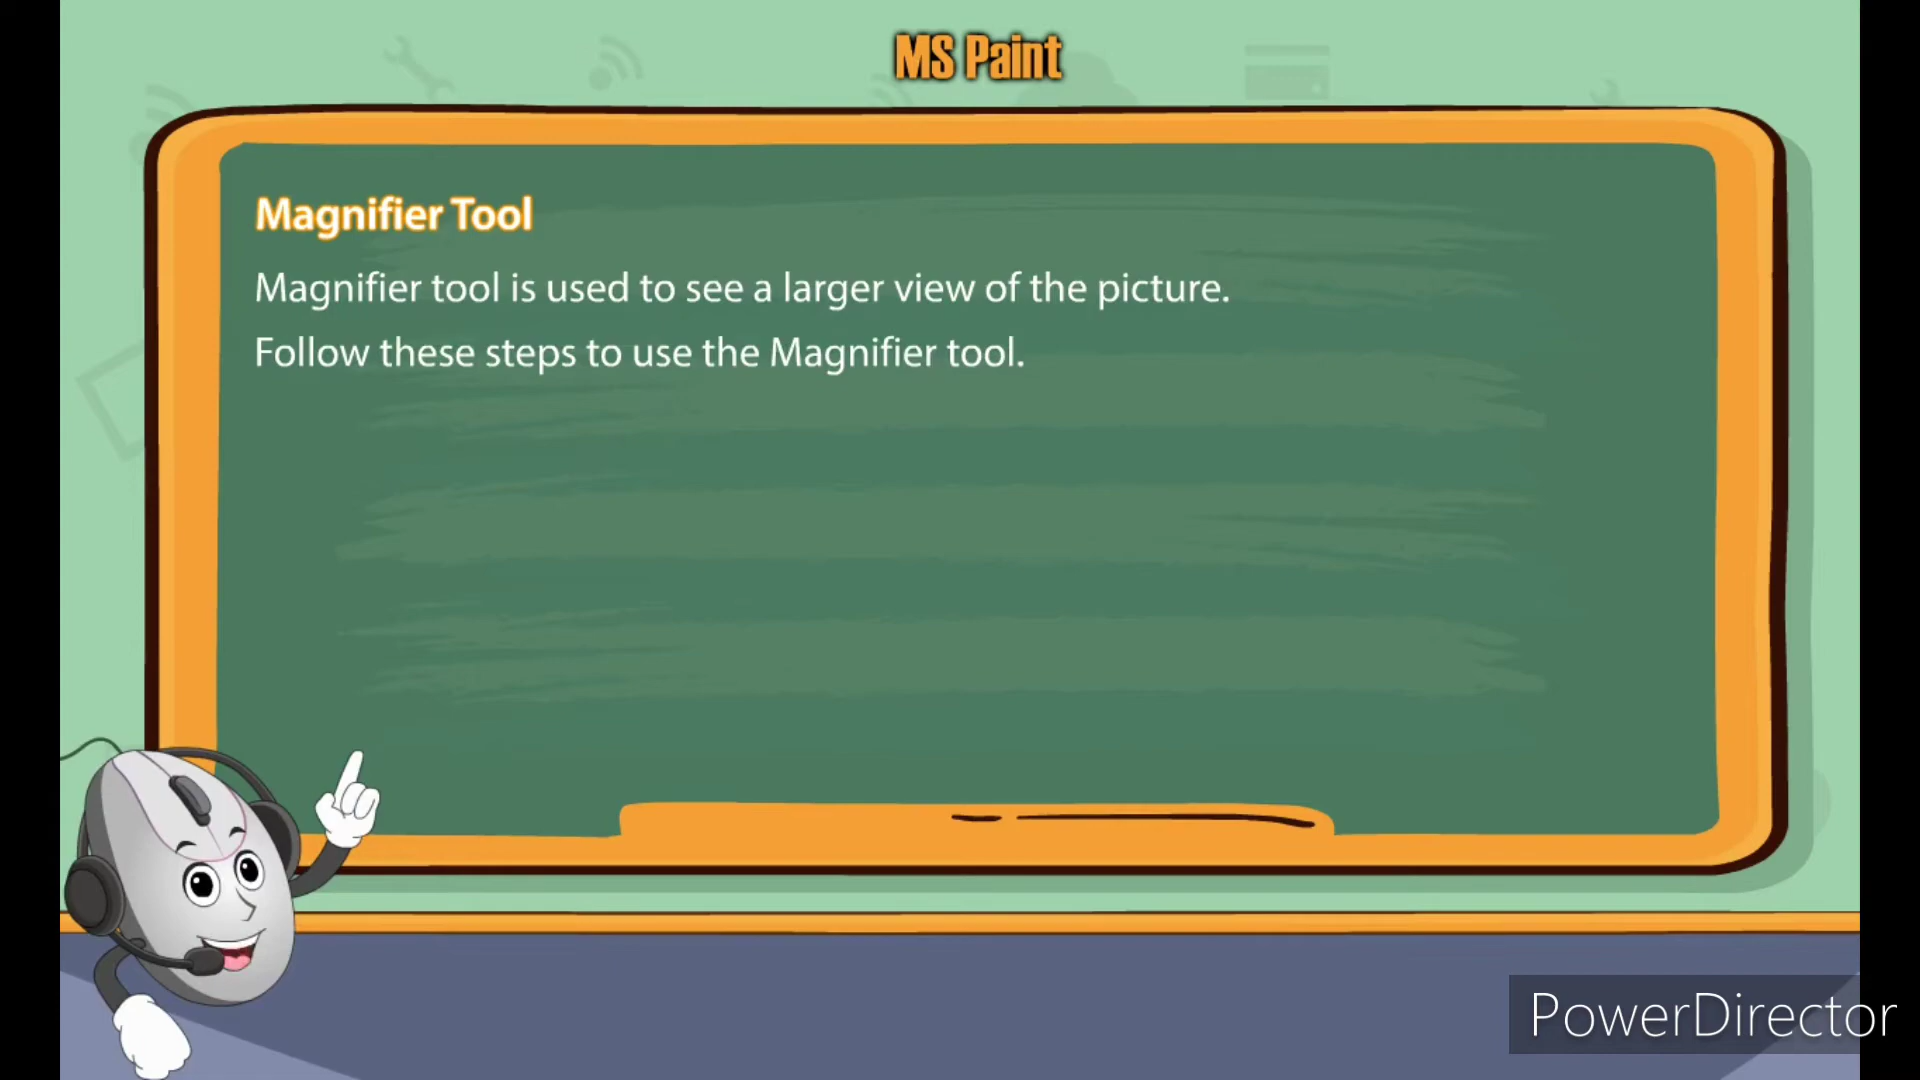 MS Paint
Magnifier Tool
Magnifier tool is used to see a larger view of the picture.
Follow these steps to use the Magnifier tool.
PowerDirector